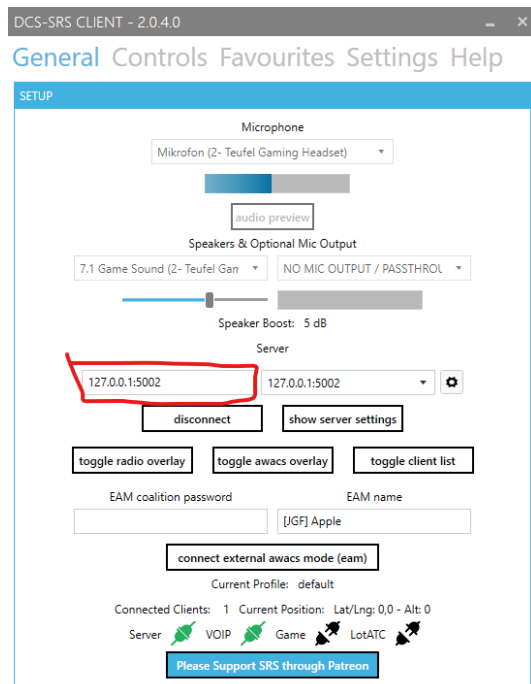 DCS-SRS CLIENT - 2.0.4.0
General Controls Favourites Settings Help
SETUP
Microphone
Mikrofon (2- Teufel Gaming Headset)
audio preview
Speakers & Optional Mic Output
7.1 Game Sound (2- Teufel Gan NO MIC OUTPUT / PASSTHROU
Speaker Boost: 5 dB
Server
127.0.0.1:5002 127.0.0.1:5002
disconnect show server settings
toggle radio overlay toggle awacs overlay toggle client list
EAM coalition password EAM name
[JGF] Apple
connect external awacs mode (eam)
Current Profile: default
Connected Clients: 1 Current Position: Lat/Lng: 0,0 - Alt: 0
Server VOIP Game LotATC
Please Support SRS through Patreon